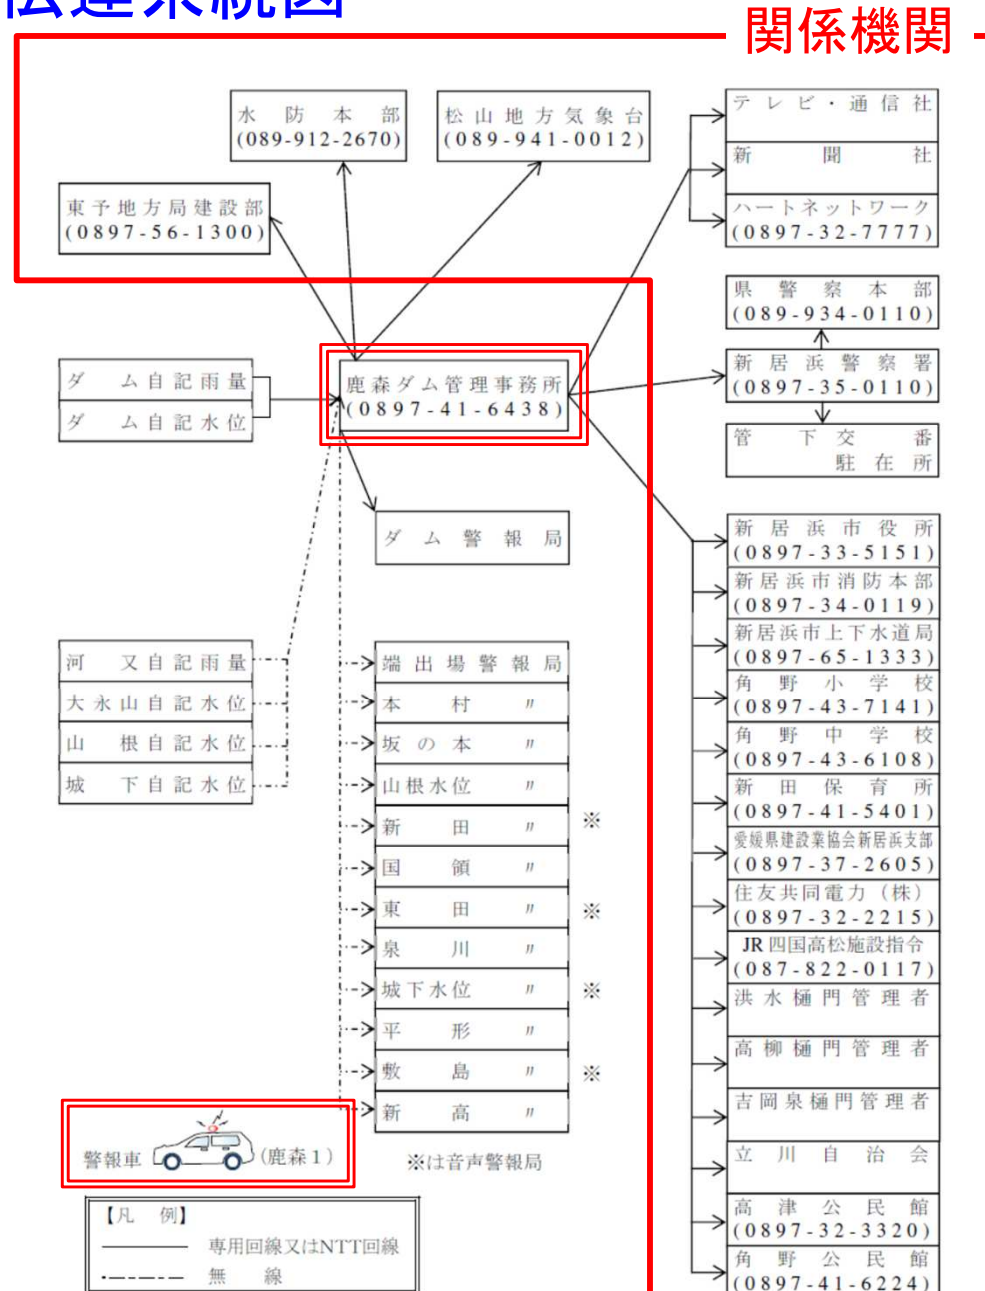 伝達系統図
関係機関
水防本部
(089-912-2670)
松山地方気象台
(089-941-0012)
東予地方局建設部
(0897-56-1300)
テレビ・通信社
新聞社
ハートネットワーク
(0897-32-7777)
県警察本部
(089-934-0110)
新居浜警察署
(0897-35-0110)
管下交番
駐在所
ダム自記雨量
ダム自記水位
鹿森ダム管理事務所
(0897-41-6438)
ダム警報局
河又自記雨量
大永山自記水位
山根自記水位
城下自記水位
端出場警報局
本村〃
坂の本〃
山根水位〃
新田〃 ※
国領〃
東田〃 ※
泉川〃
城下水位〃 ※
平形〃
敷島〃 ※
新高〃
※は音声警報局
新居浜市役所
(0897-33-5151)
新居浜市消防本部
(0897-34-0119)
新居浜市上下水道局
(0897-65-1333)
角野小学校
(0897-43-7141)
角野中学校
(0897-43-6108)
新田保育所
(0897-41-5401)
愛媛県建設業協会新居浜支部
(0897-37-2605)
住友共同電力（株）
(0897-32-2215)
JR四国高松施設指令
(087-822-0117)
洪水樋門管理者
高柳樋門管理者
吉岡泉樋門管理者
立川自治会
高津公民館
(0897-32-3320)
角野公民館
(0897-41-6224)
警報車 (鹿森1)
【凡例】
専用回線又はNTT回線
無線